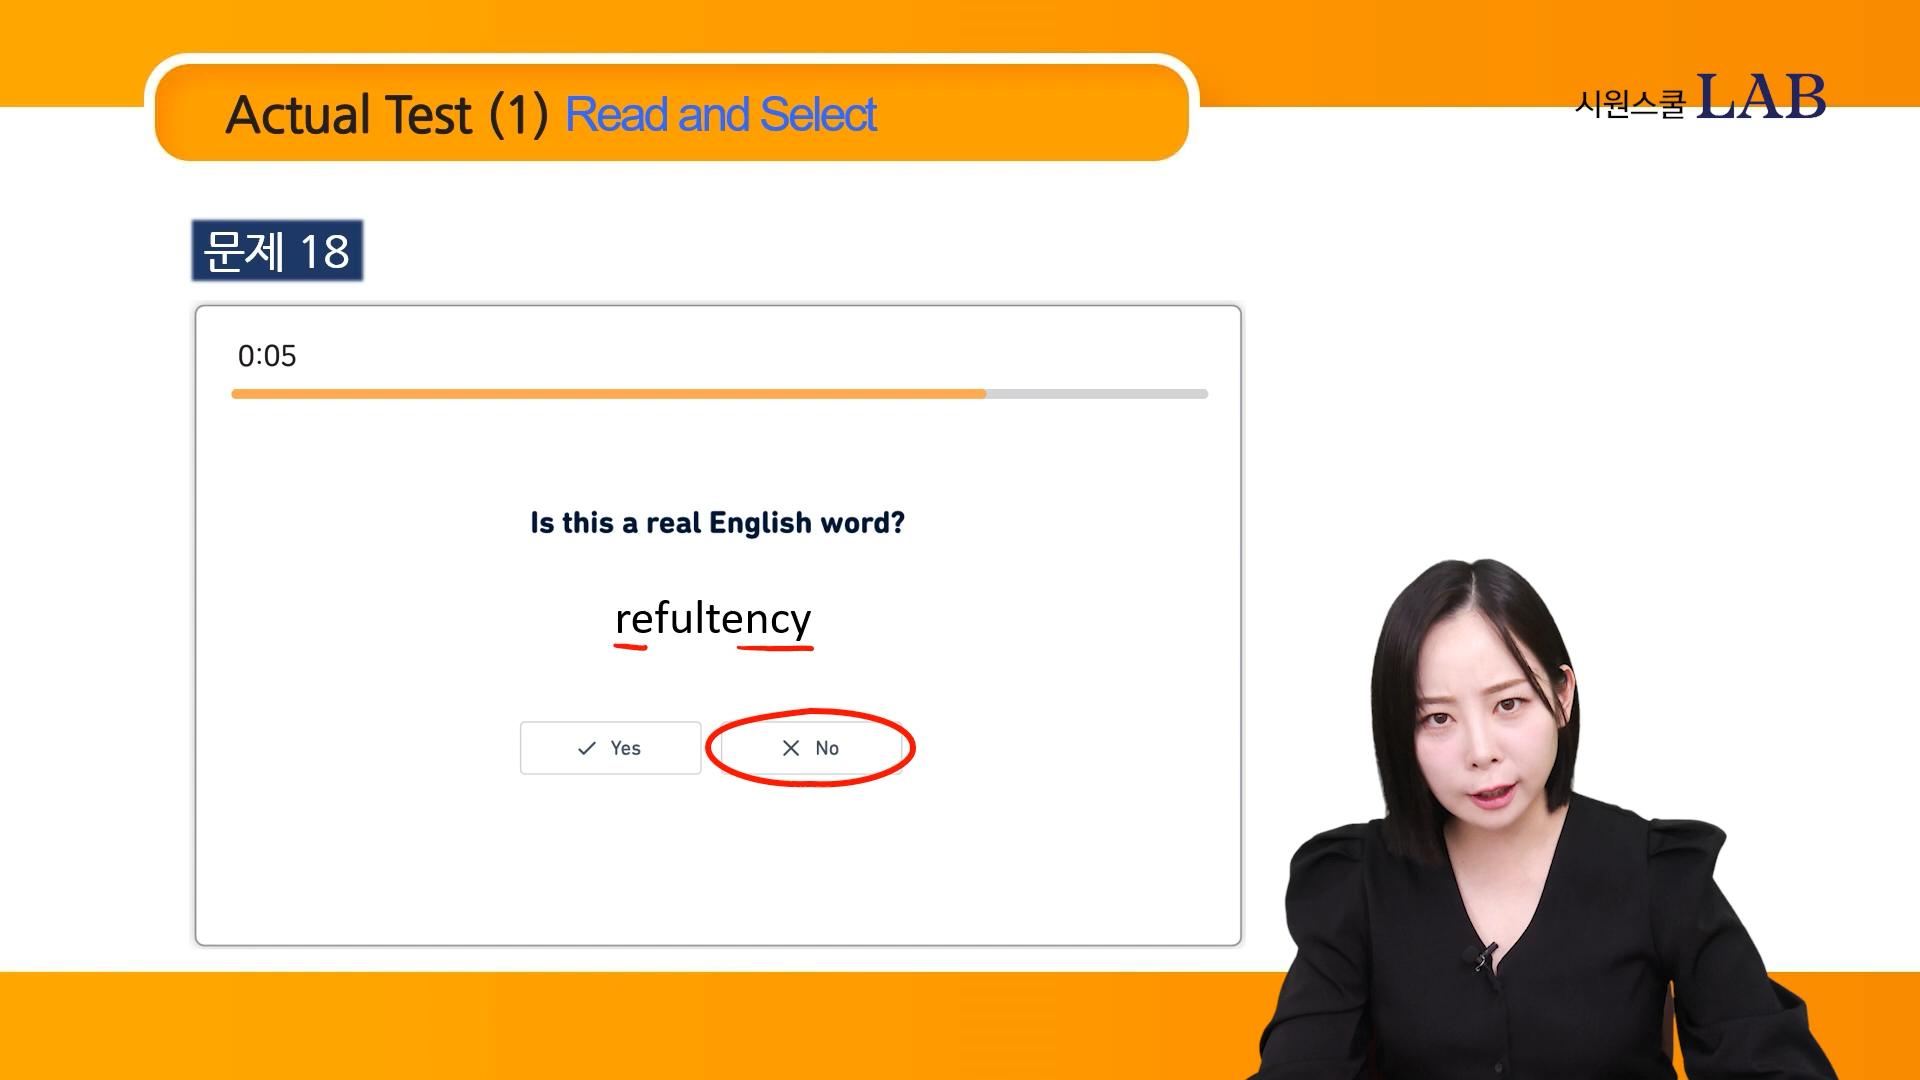 Actual Test (1) Read and Select
시원스쿨 LAB
문제 18
0:05
Is this a real English word?
refultency
Yes
No